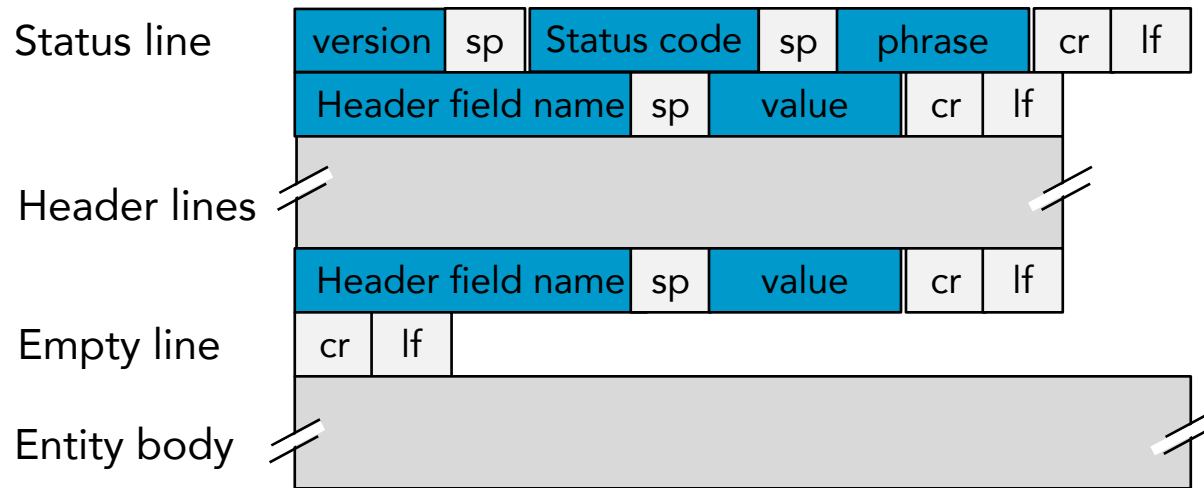 Status line version sp Status code sp phrase cr lf
Header field name sp value cr lf
Header lines
Header field name sp value cr lf
Empty line cr lf
Entity body